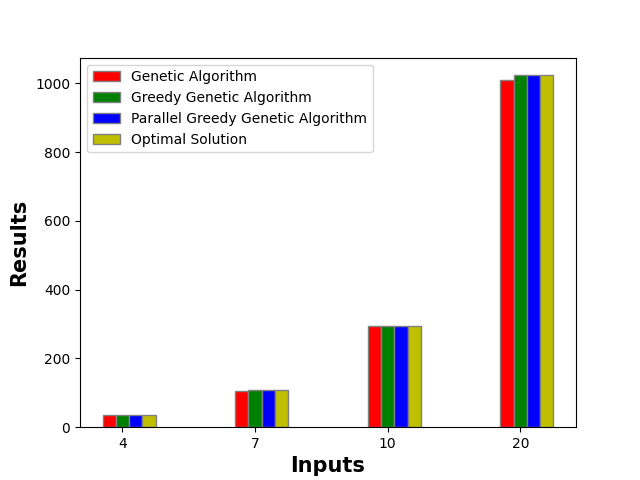 Genetic Algorithm
Greedy Genetic Algorithm
Parallel Greedy Genetic Algorithm
Optimal Solution
1000
800
600
400
200
0
Results
4 7 10 20
Inputs